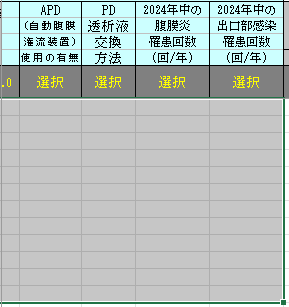 APD
(自動腹膜
潅流装置)
使用の有無
PD
透析液
交換
方法
2024年中の
腹膜炎
罹患回数
(回/年)
2024年中の
出口部感染
罹患回数
(回/年)
.0
選択
選択
選択
選択